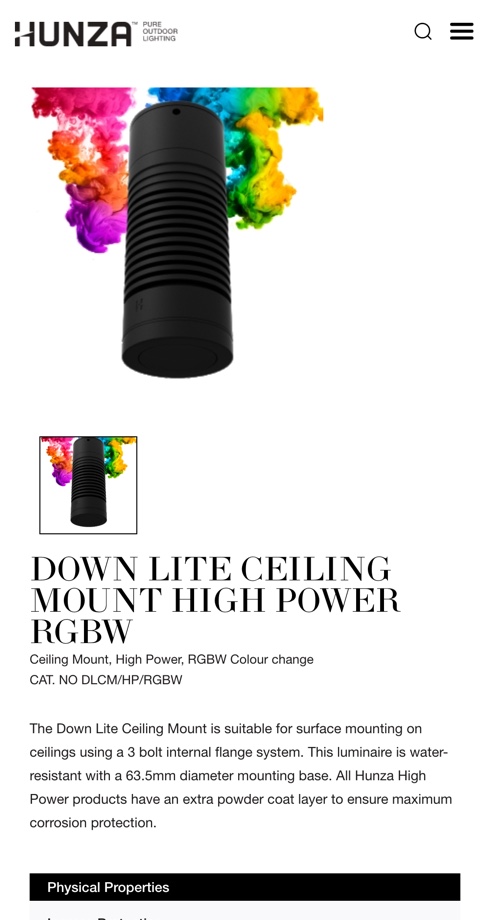 HUNZA™ PURE
OUTDOOR
LIGHTING
DOWN LITE CEILING
MOUNT HIGH POWER
RGBW
Ceiling Mount, High Power, RGBW Colour change
CAT. NO DLCM/HP/RGBW
The Down Lite Ceiling Mount is suitable for surface mounting on
ceilings using a 3 bolt internal flange system. This luminaire is water-
resistant with a 63.5mm diameter mounting base. All Hunza High
Power products have an extra powder coat layer to ensure maximum
corrosion protection.
Physical Properties